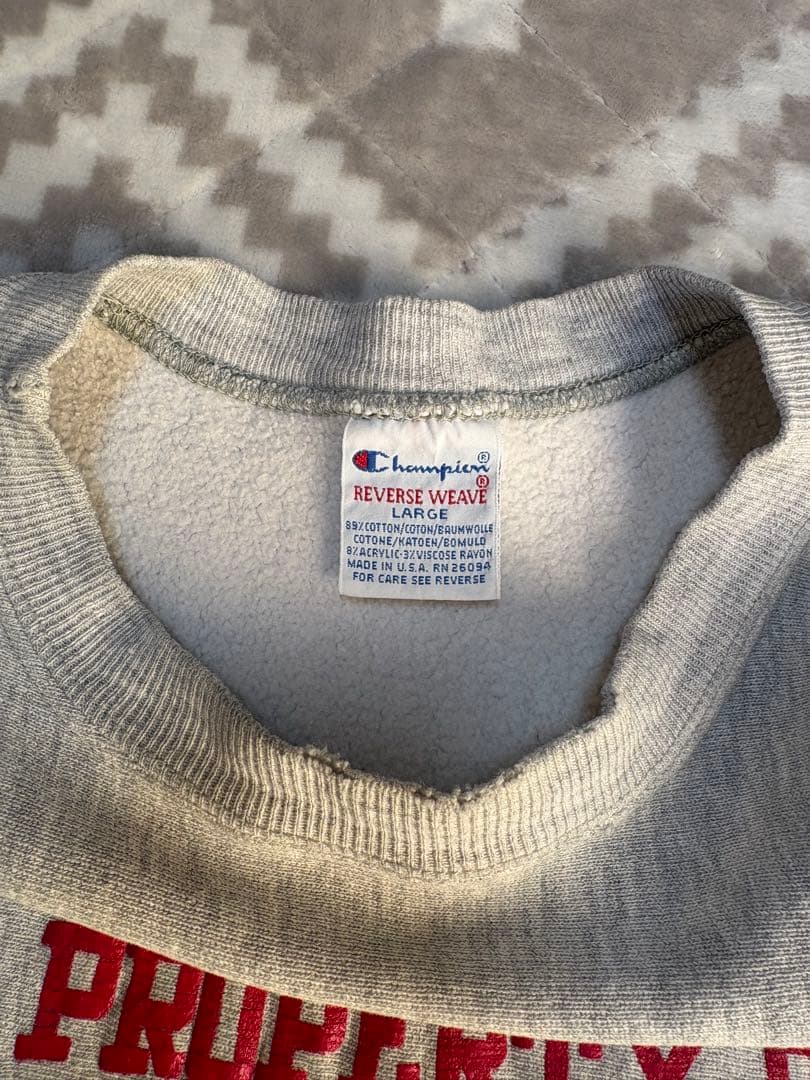 Champion®
REVERSE WEAVE®
LARGE
89%COTTON/COTON/BAUMWOLLE
COTONE/KATOEN/BOMULD
8%ACRYLIC-3%VISCOSE RAYON
MADE IN U.S.A. RN 26094
FOR CARE SEE REVERSE
PROPERTY